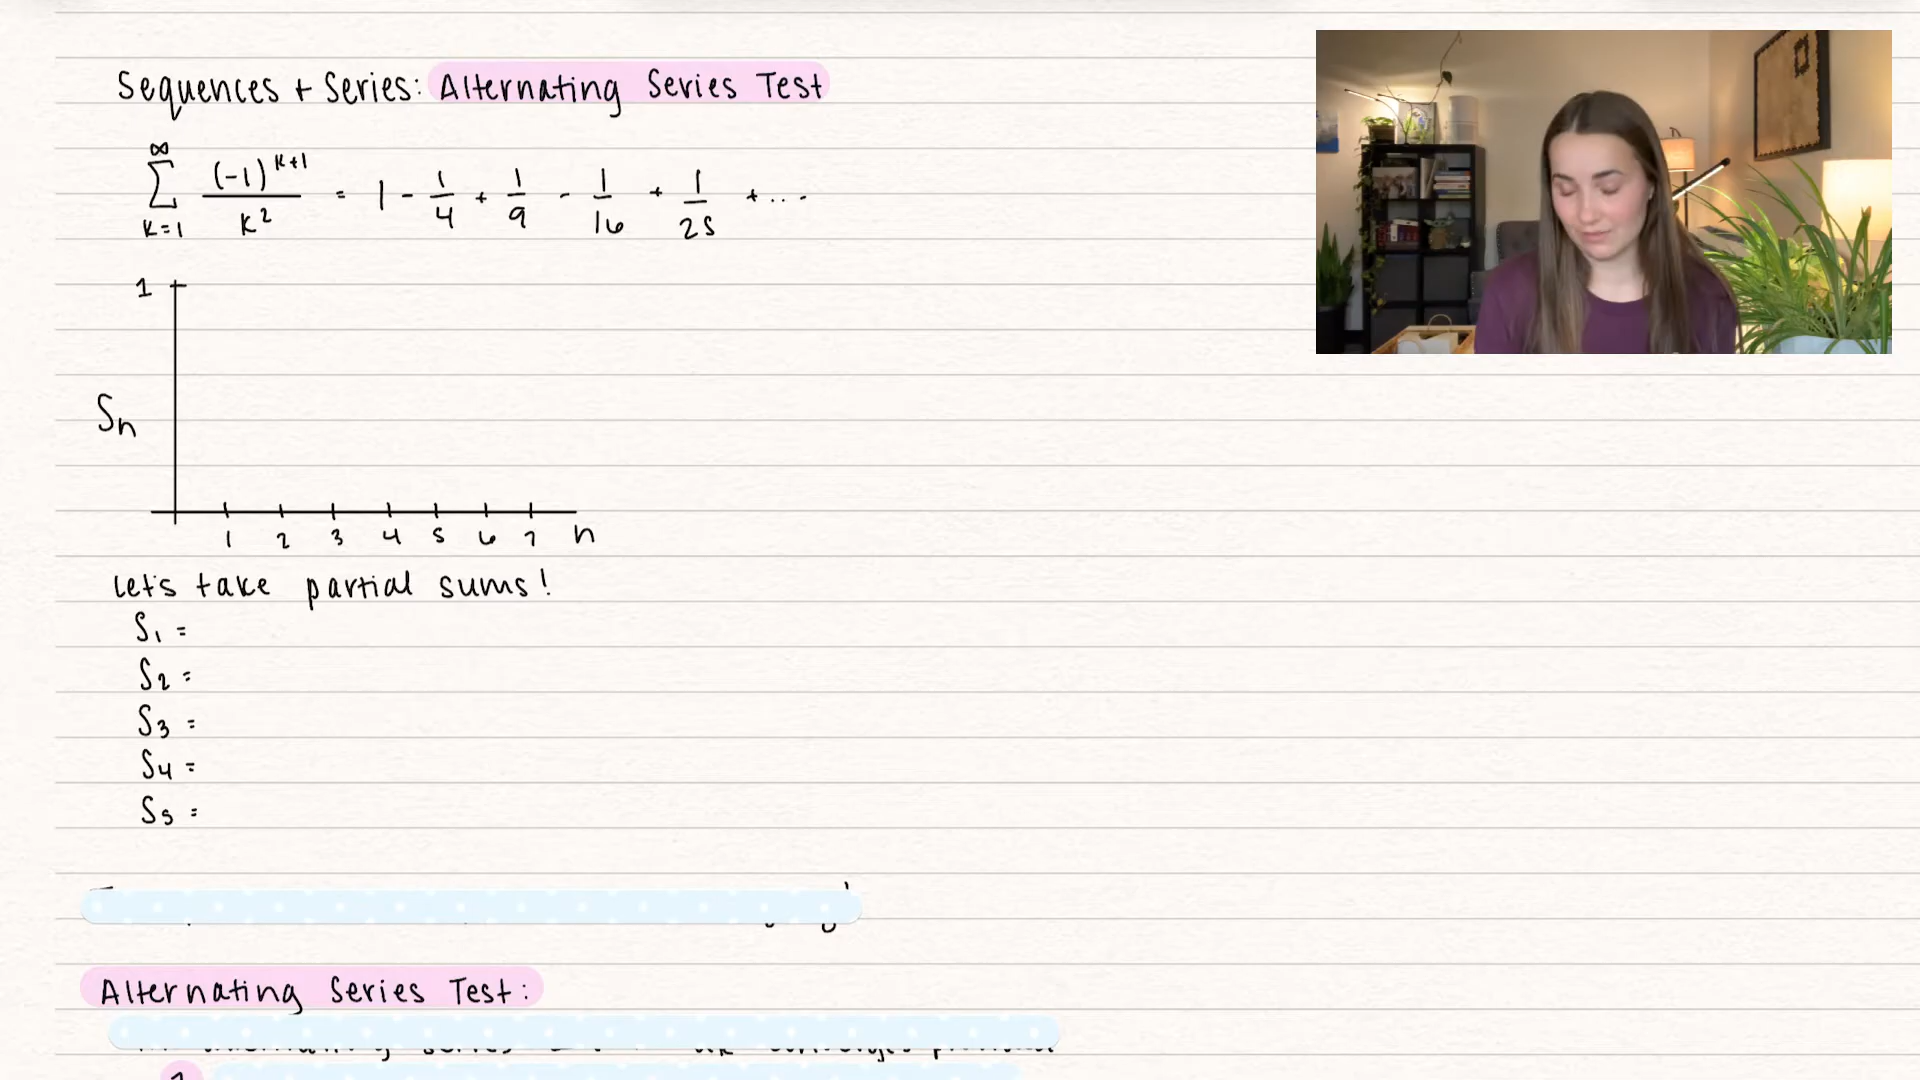 Sequences + Series: Alternating Series Test
∞ ∑ k=1 (-1)^{k+1} / k^2 = 1 - 1/4 + 1/9 - 1/16 + 1/25 + ...
1
Sn
1 2 3 4 5 6 7 n
let's take partial sums!
S1 =
S2 =
S3 =
S4 =
S5 =
Alternating Series Test: